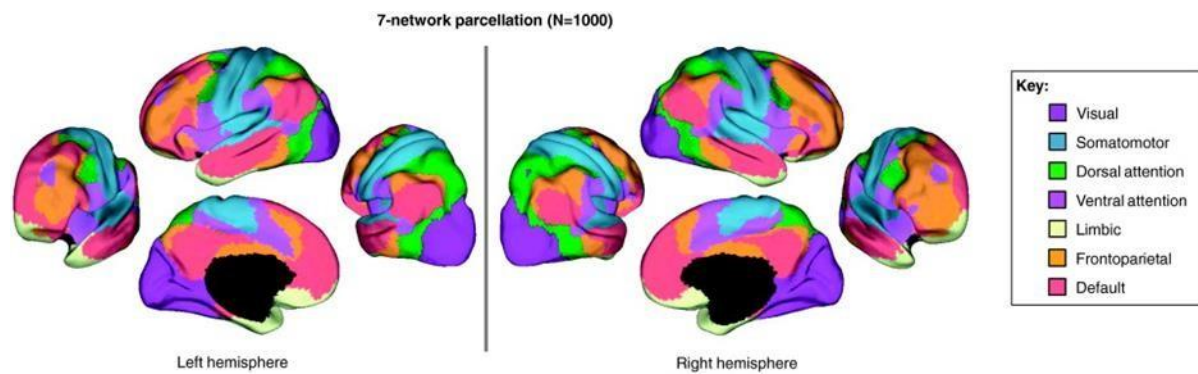 7-network parcellation (N=1000)
Key:
Visual
Somatomotor
Dorsal attention
Ventral attention
Limbic
Frontoparietal
Default
Left hemisphere
Right hemisphere